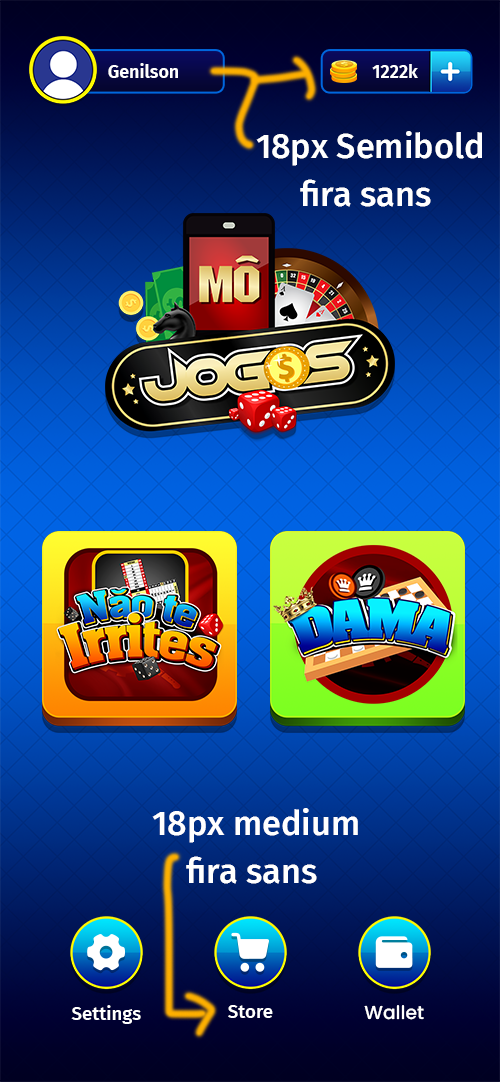 Genilson
1222k
18px Semibold
fira sans
MÔ
JOGOS
Não te
Irrites
DAMA
18px medium
fira sans
Settings
Store
Wallet